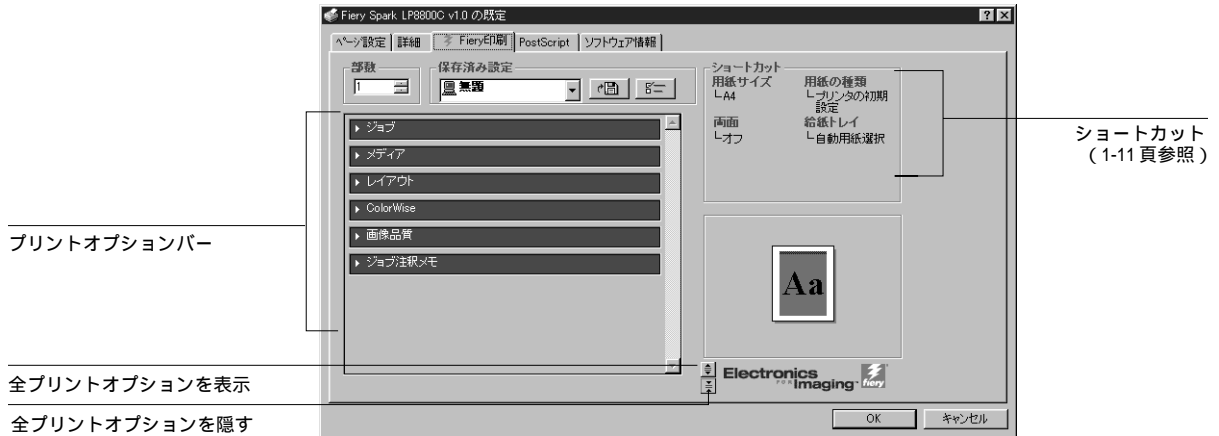 Fiery Spark LP8800C v1.0 の既定
ページ設定 詳細 Fiery印刷 PostScript ソフトウェア情報
部数
1
保存済み設定
無題
ジョブ
メディア
レイアウト
ColorWise
画像品質
ジョブ注釈メモ
ショートカット
用紙サイズ
A4
用紙の種類
プリンタの初期
設定
両面
オフ
給紙トレイ
自動用紙選択
Aa
Electronics
FOR Imaging
fiery
OK キャンセル
プリントオプションバー
全プリントオプションを表示
全プリントオプションを隠す
ショートカット
(1-11 頁参照)